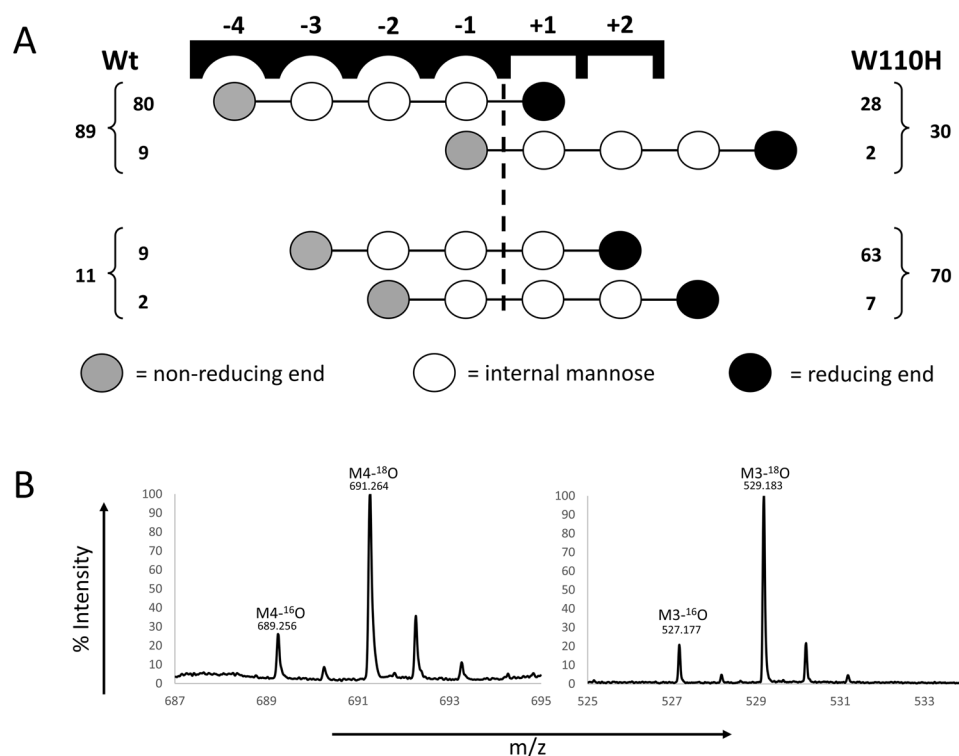 A
-4 -3 -2 -1 +1 +2
Wt
W110H
80
28
89
30
9
2
9
63
11
70
2
7
= non-reducing end
= internal mannose
= reducing end
B
% Intensity
M4-¹⁸O
691.264
M4-¹⁶O
689.256
100
90
80
70
60
50
40
30
20
10
0
687 689 691 693 695
M3-¹⁸O
529.183
M3-¹⁶O
527.177
100
90
80
70
60
50
40
30
20
10
0
525 527 529 531 533
m/z